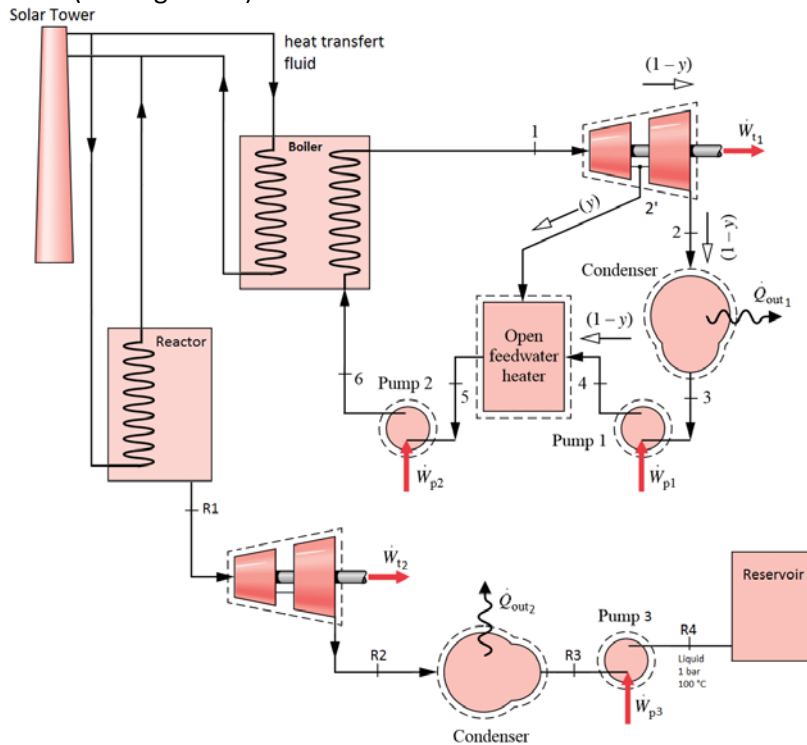 Solar Tower
heat transfert
fluid
Boiler
1
(1 – y)
Ẇt1
(y)
2'
2
(1 – y)
Condenser
Q̇out1
Open
feedwater
heater
(1 – y)
Reactor
6
Pump 2
5
4
3
Pump 1
Ẇp2
Ẇp1
R1
Ẇt2
Q̇out2
Pump 3
R4
Reservoir
R2
R3
Liquid
1 bar
100 °C
Ẇp3
Condenser